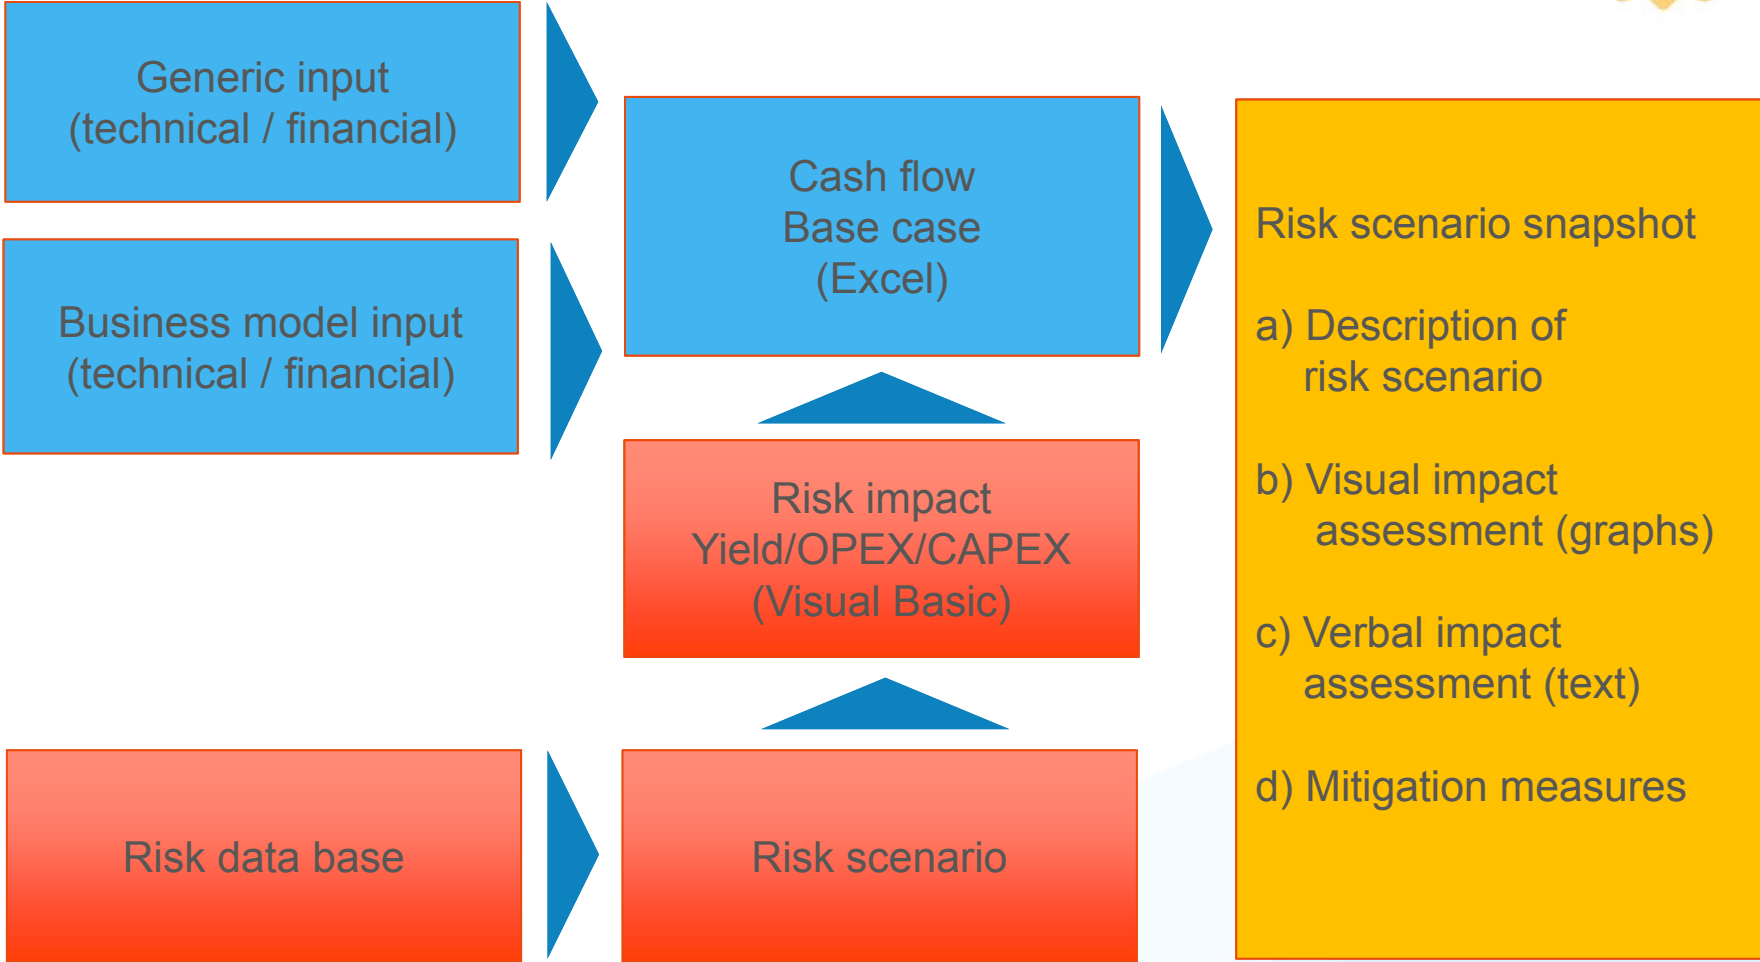 Generic input
(technical / financial)
Business model input
(technical / financial)
Cash flow
Base case
(Excel)
Risk impact
Yield/OPEX/CAPEX
(Visual Basic)
Risk data base
Risk scenario
Risk scenario snapshot
a) Description of
risk scenario
b) Visual impact
assessment (graphs)
c) Verbal impact
assessment (text)
d) Mitigation measures